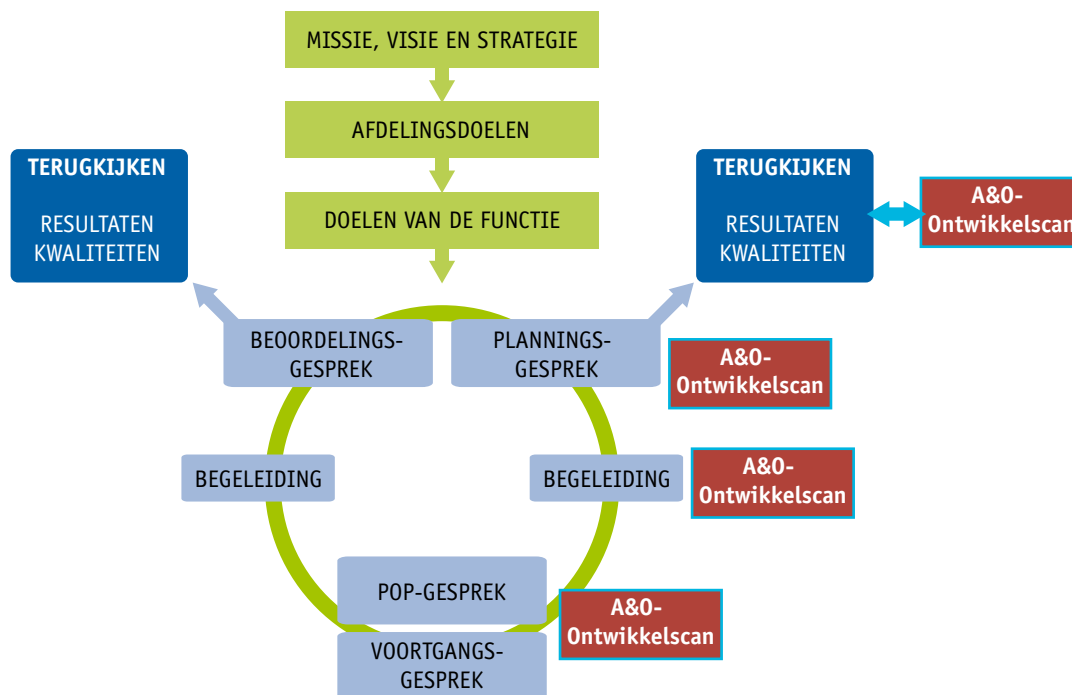 MISSIE, VISIE EN STRATEGIE
AFDELINGSDOELEN
DOELEN VAN DE FUNCTIE
TERUGKIJKEN
RESULTATEN
KWALITEITEN
TERUGKIJKEN
RESULTATEN
KWALITEITEN
A&O-
Ontwikkelscan
BEOORDELINGS-
GESPREK
PLANNINGS-
GESPREK
A&O-
Ontwikkelscan
BEGELEIDING
BEGELEIDING
A&O-
Ontwikkelscan
POP-GESPREK
A&O-
Ontwikkelscan
VOORTGANGS-
GESPREK